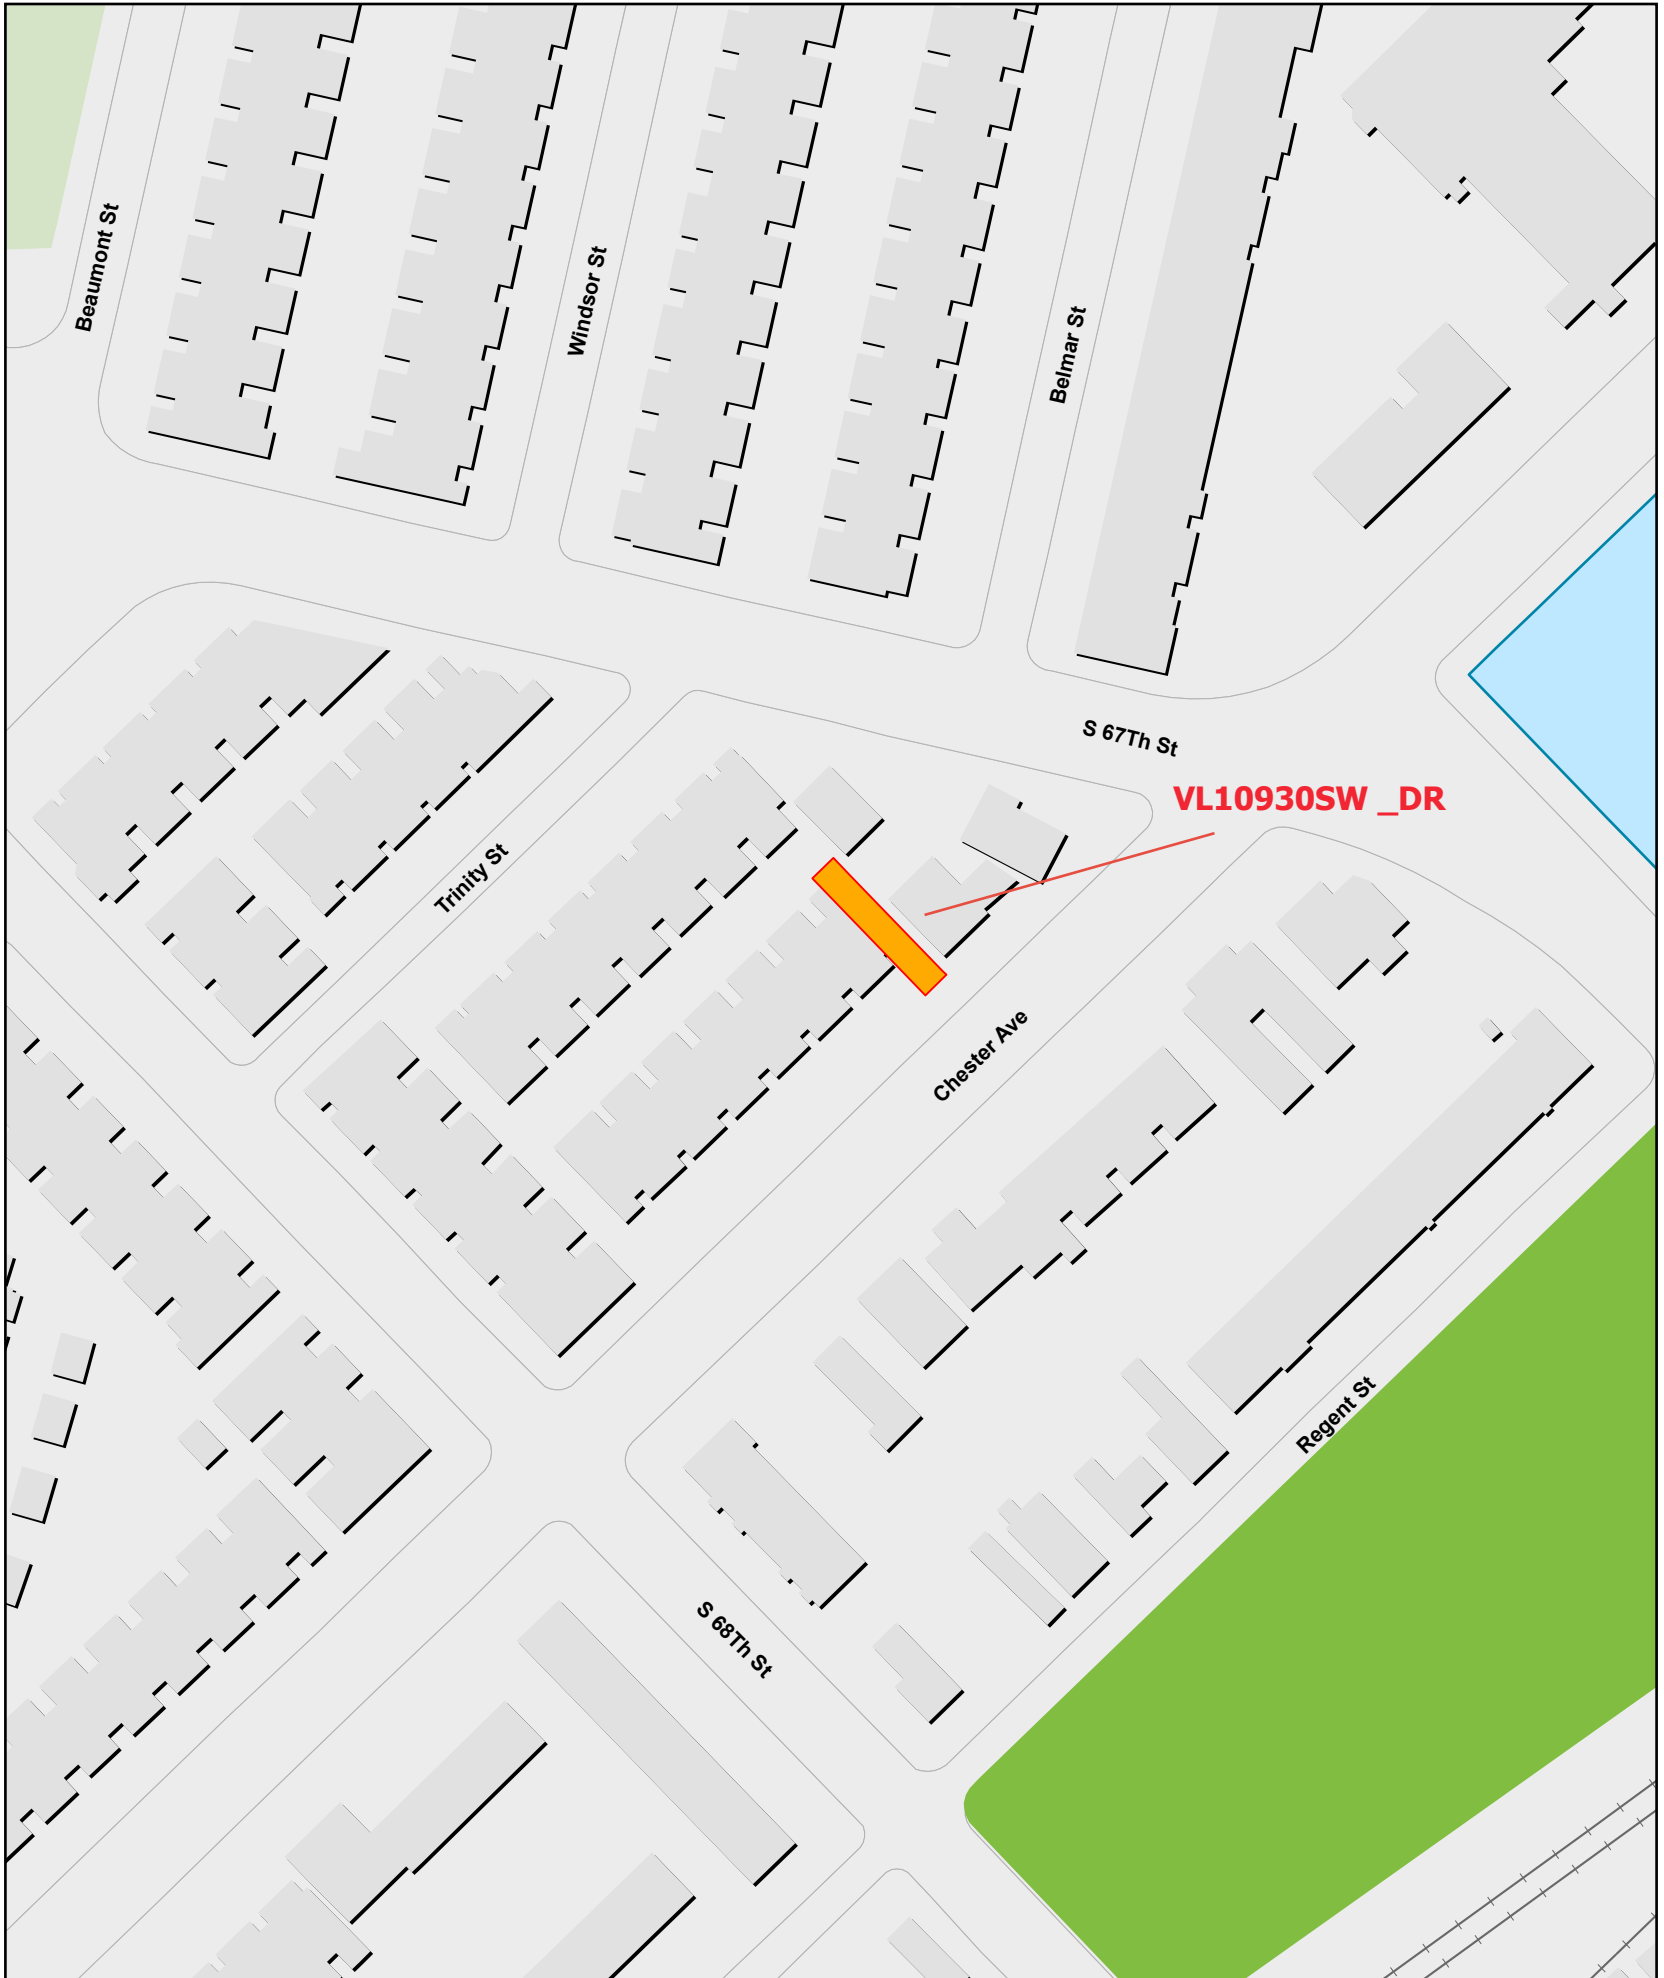 Beaumont St
Windsor St
Belmar St
S 67Th St
VL10930SW _DR
Trinity St
Chester Ave
Regent St
S 68Th St